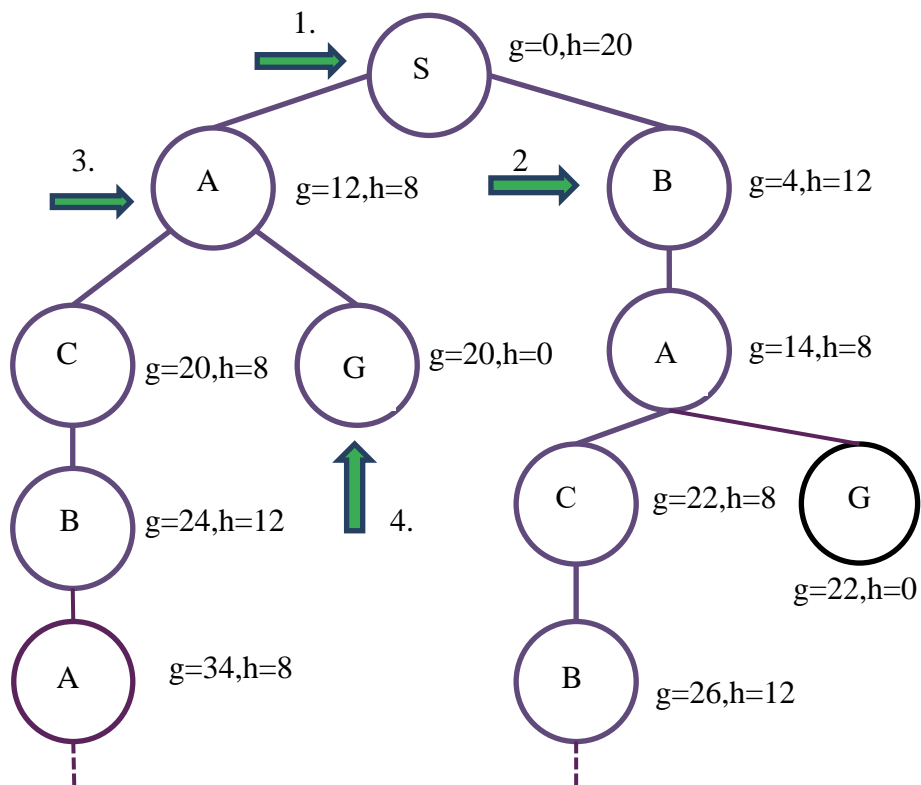 1.
S
g=0,h=20
3.
A
g=12,h=8
2
B
g=4,h=12
C
g=20,h=8
G
g=20,h=0
A
g=14,h=8
B
g=24,h=12
4.
C
g=22,h=8
G
g=22,h=0
A
g=34,h=8
B
g=26,h=12